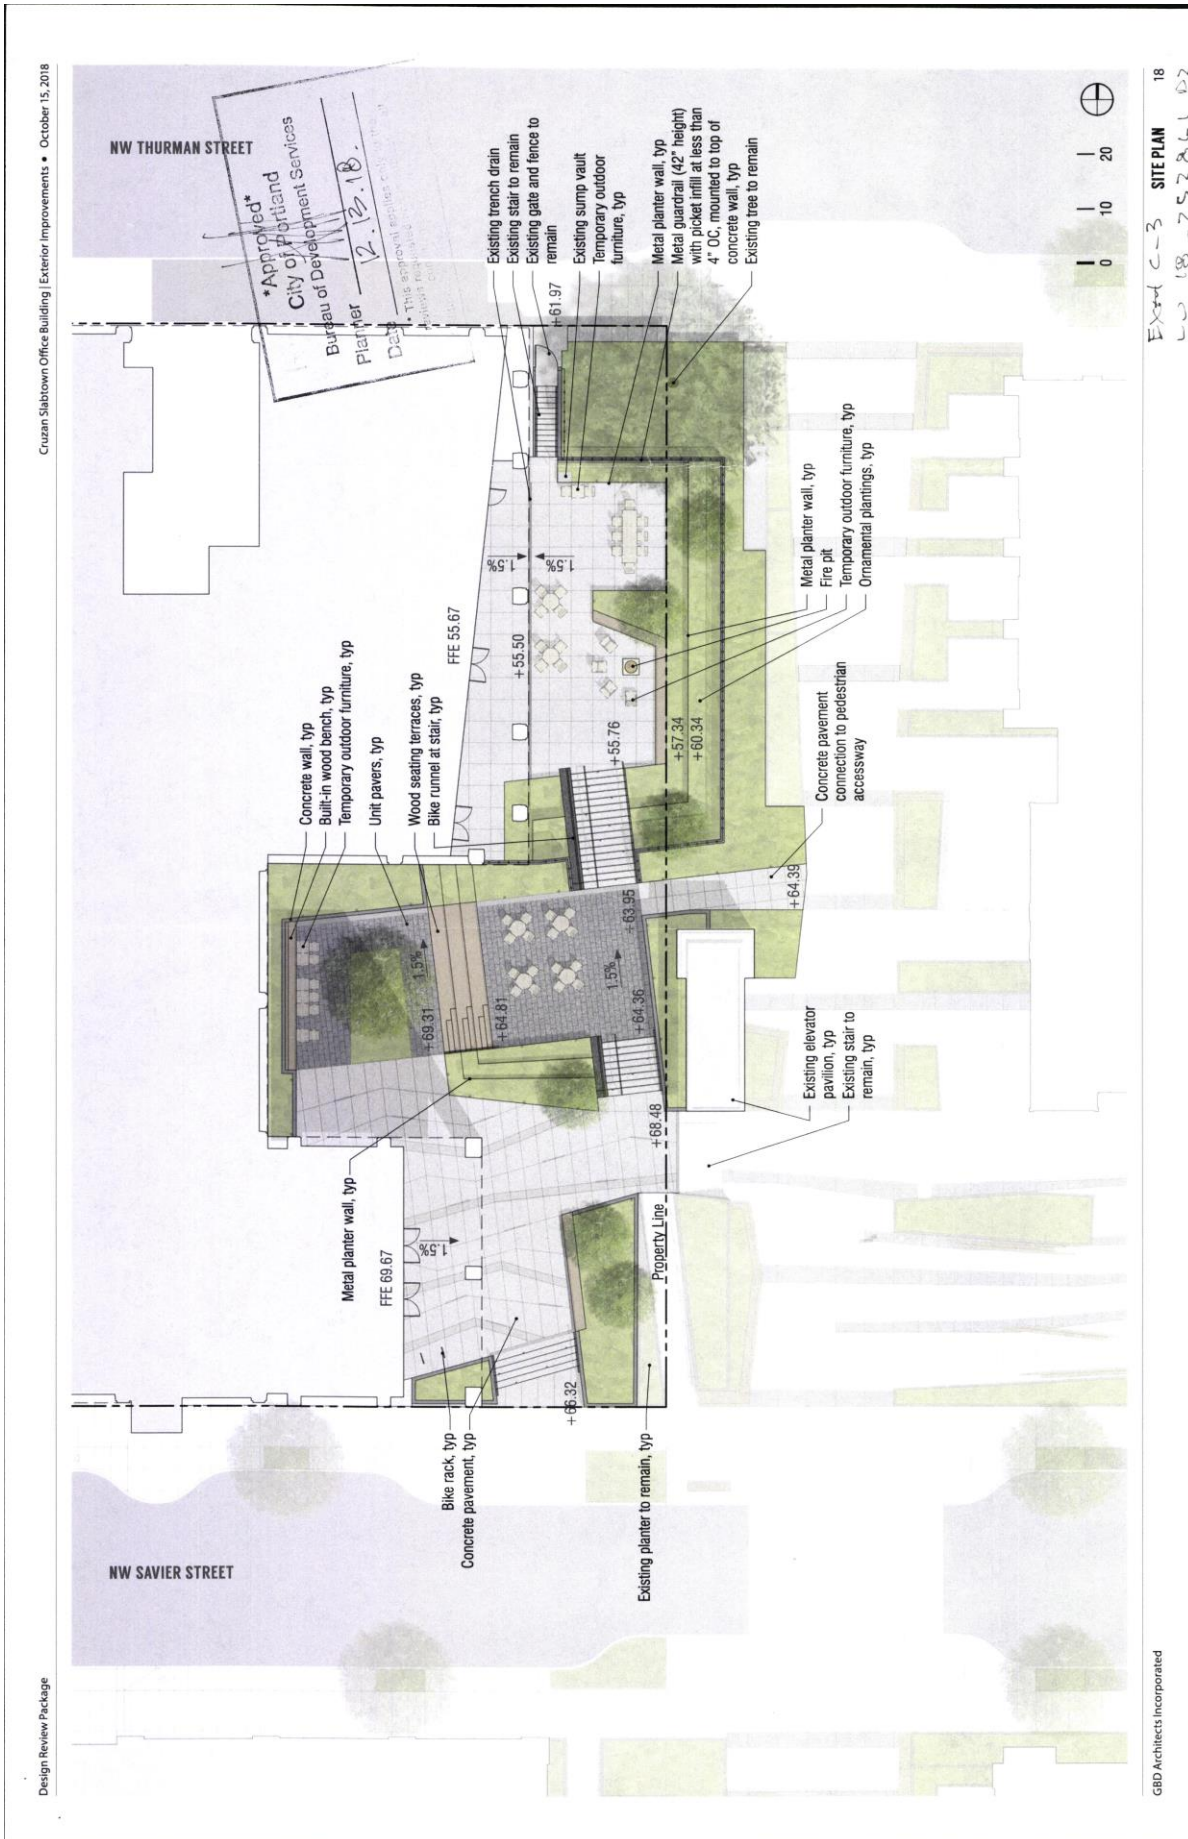 Design Review Package
Cruzan Slabtown Office Building | Exterior Improvements • October 15, 2018
NW SAVIER STREET
NW THURMAN STREET
*Approved*
City of Portland
Bureau of Development Services
Planner
Date
12.13.18.
* This approval applies only to the
Bike rack, typ
Concrete pavement, typ
Existing planter to remain, typ
Metal planter wall, typ
FFE 69.67
1.5%
+66.32
Property Line
+68.48
Concrete wall, typ
Built-in wood bench, typ
Temporary outdoor furniture, typ
Unit pavers, typ
Wood seating terraces, typ
Bike runnel at stair, typ
+69.31
1.5%
+64.81
+64.36
1.5%
+63.95
+64.39
Existing elevator
pavilion, typ
Existing stair to
remain, typ
Concrete pavement
connection to pedestrian
accessway
FFE 55.67
+55.50
1.5%
1.5%
+55.76
+57.34
+60.34
Metal planter wall, typ
Fire pit
Temporary outdoor furniture, typ
Ornamental plantings, typ
+61.97
Existing trench drain
Existing stair to remain
Existing gate and fence to
remain
Existing sump vault
Temporary outdoor
furniture, typ
Metal planter wall, typ
Metal guardrail (42" height)
with picket infill at less than
4" OC, mounted to top of
concrete wall, typ
Existing tree to remain
0
10
20
GBD Architects Incorporated
SITE PLAN
18
C-3